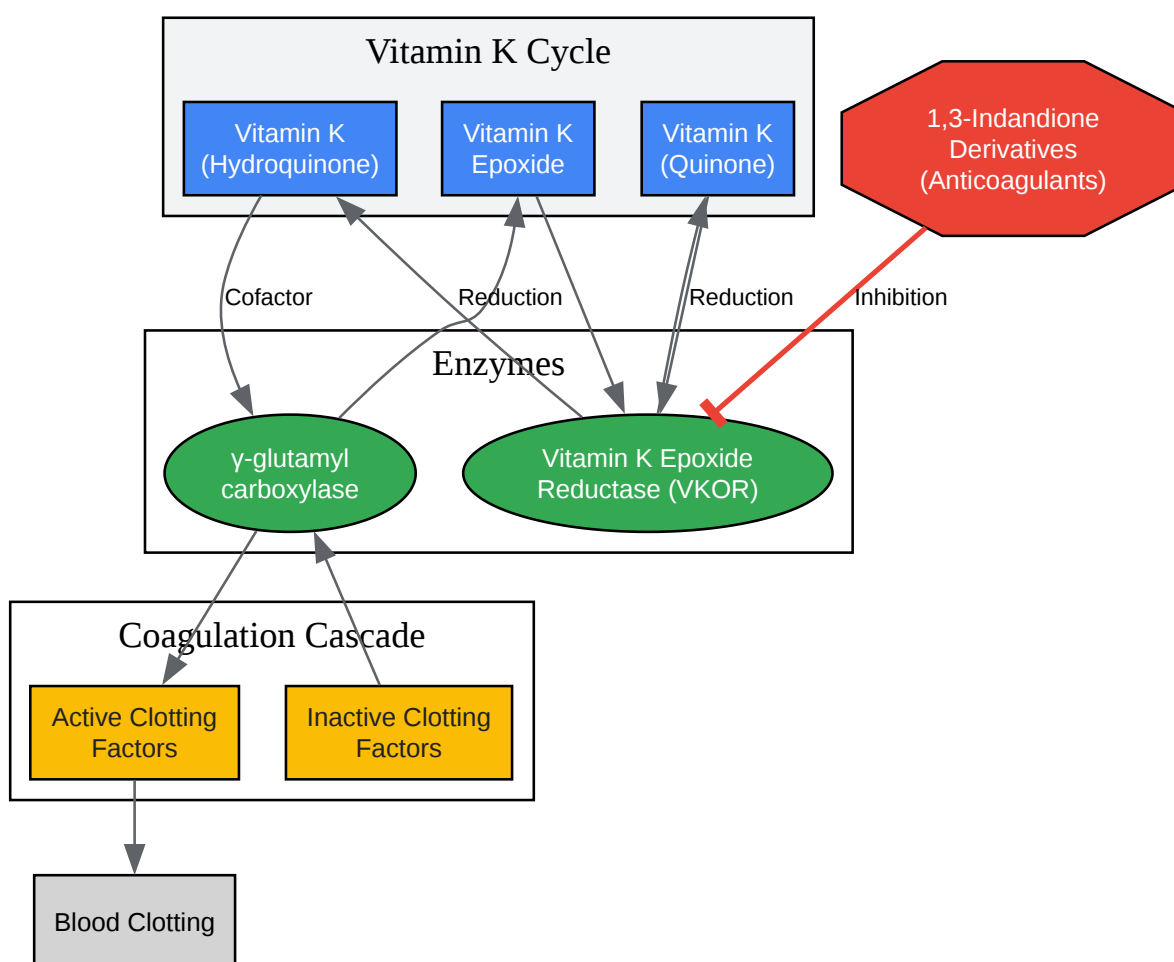 Vitamin K Cycle
Vitamin K
(Hydroquinone)
Vitamin K
Epoxide
Vitamin K
(Quinone)
1,3-Indandione
Derivatives
(Anticoagulants)
Cofactor
Reduction
Reduction
Inhibition
Enzymes
γ-glutamyl
carboxylase
Vitamin K Epoxide
Reductase (VKOR)
Coagulation Cascade
Active Clotting
Factors
Inactive Clotting
Factors
Blood Clotting